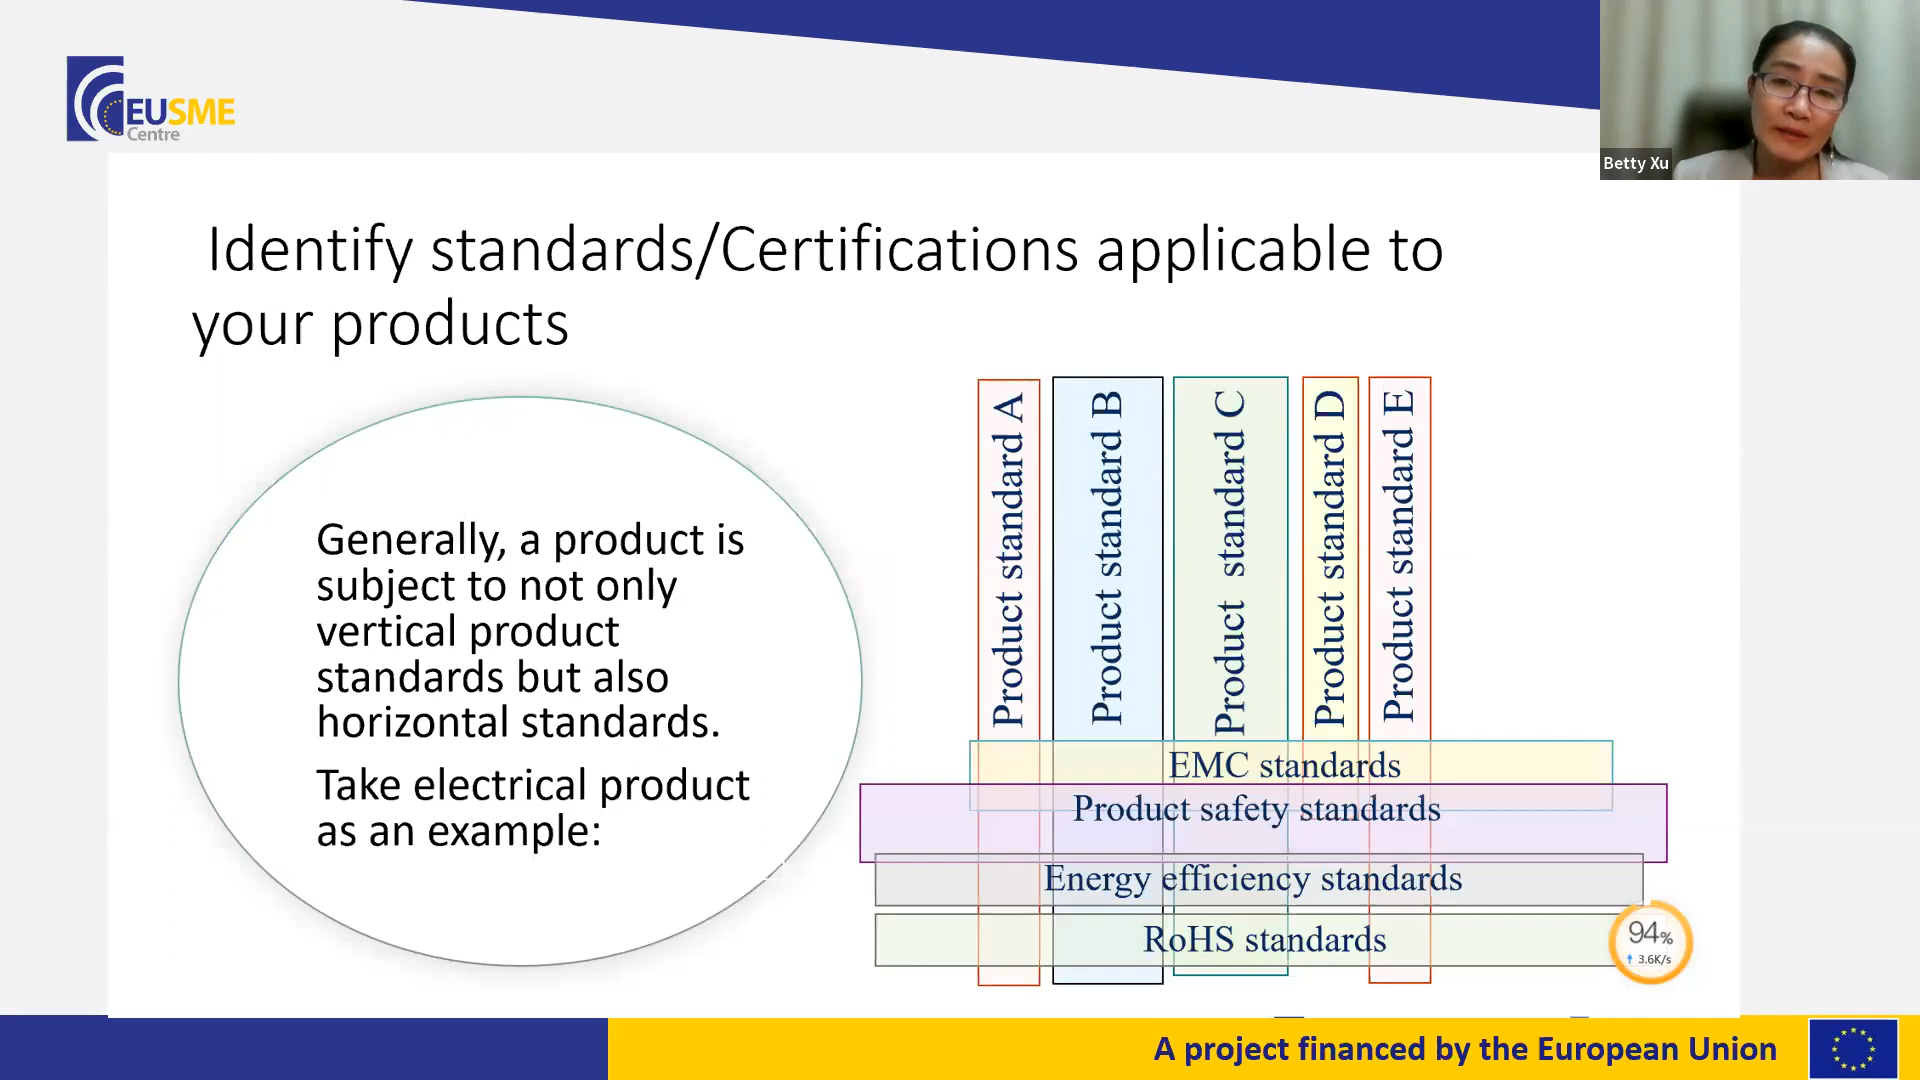 EUSME
Centre
Betty Xu
Identify standards/Certifications applicable to
your products
Generally, a product is
subject to not only
vertical product
standards but also
horizontal standards.
Take electrical product
as an example:
Product standard A
Product standard B
Product standard C
Product standard D
Product standard E
EMC standards
Product safety standards
Energy efficiency standards
RoHS standards
94%
3.6K/s
A project financed by the European Union